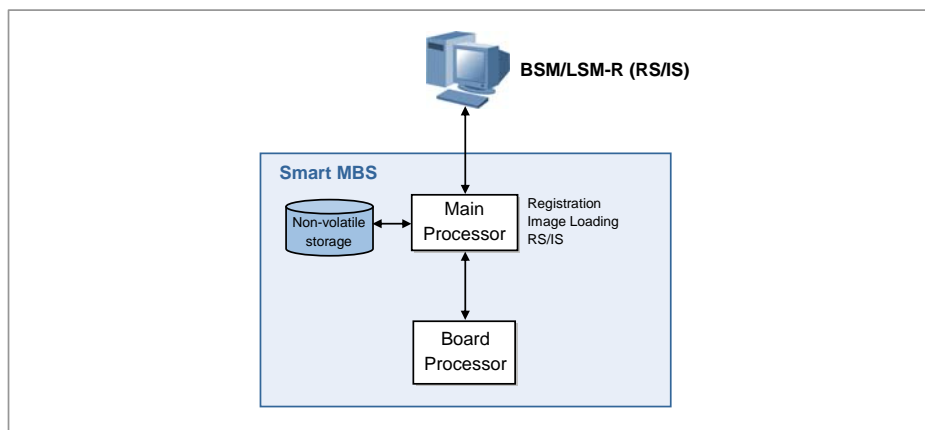 BSM/LSM-R (RS/IS)
Smart MBS
Non-volatile
storage
Main
Processor
Registration
Image Loading
RS/IS
Board
Processor